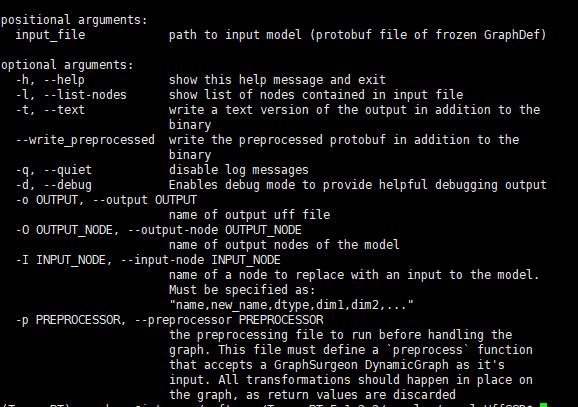 positional arguments:
input_file path to input model (protobuf file of frozen GraphDef)
optional arguments:
-h, --help show this help message and exit
-l, --list-nodes show list of nodes contained in input file
-t, --text write a text version of the output in addition to the
binary
--write_preprocessed write the preprocessed protobuf in addition to the
binary
-q, --quiet disable log messages
-d, --debug Enables debug mode to provide helpful debugging output
-o OUTPUT, --output OUTPUT
name of output uff file
-O OUTPUT_NODE, --output-node OUTPUT_NODE
name of output nodes of the model
-I INPUT_NODE, --input-node INPUT_NODE
name of a node to replace with an input to the model.
Must be specified as:
"name,new_name,dtype,dim1,dim2,..."
-p PREPROCESSOR, --preprocessor PREPROCESSOR
the preprocessing file to run before handling the
graph. This file must define a `preprocess` function
that accepts a GraphSurgeon DynamicGraph as it's
input. All transformations should happen in place on
the graph, as return values are discarded